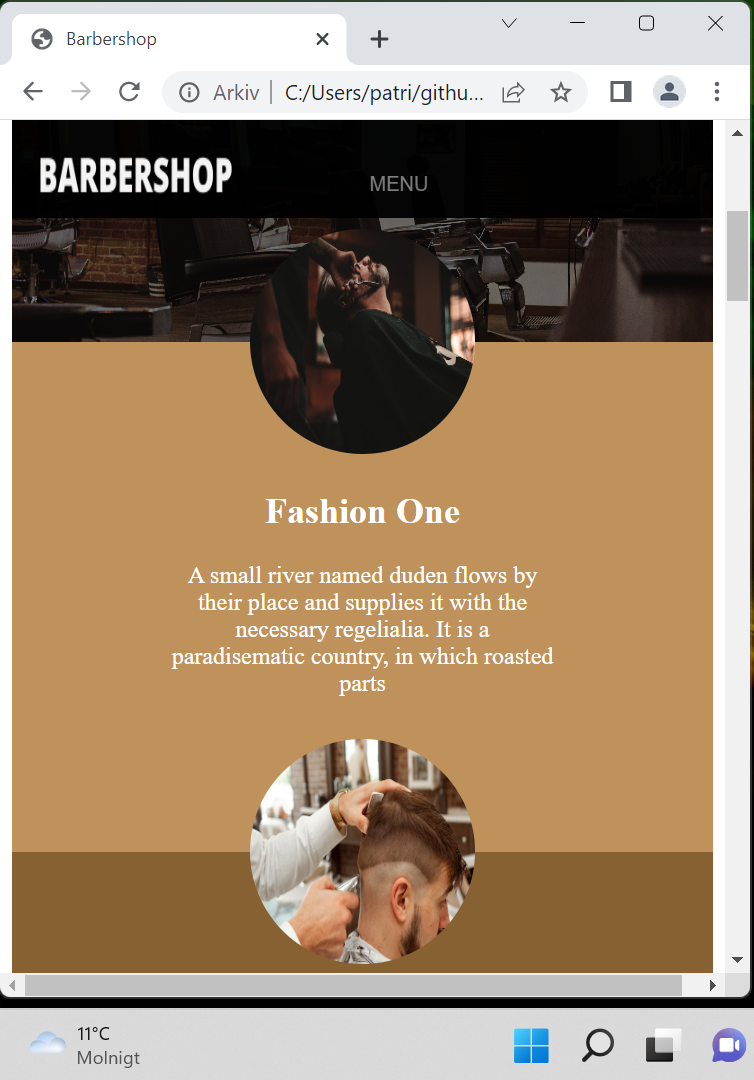 Barbershop
Arkiv
C:/Users/patri/githu...
BARBERSHOP
MENU
Fashion One
A small river named duden flows by
their place and supplies it with the
necessary regelialia. It is a
paradisematic country, in which roasted
parts
11°C
Molnigt